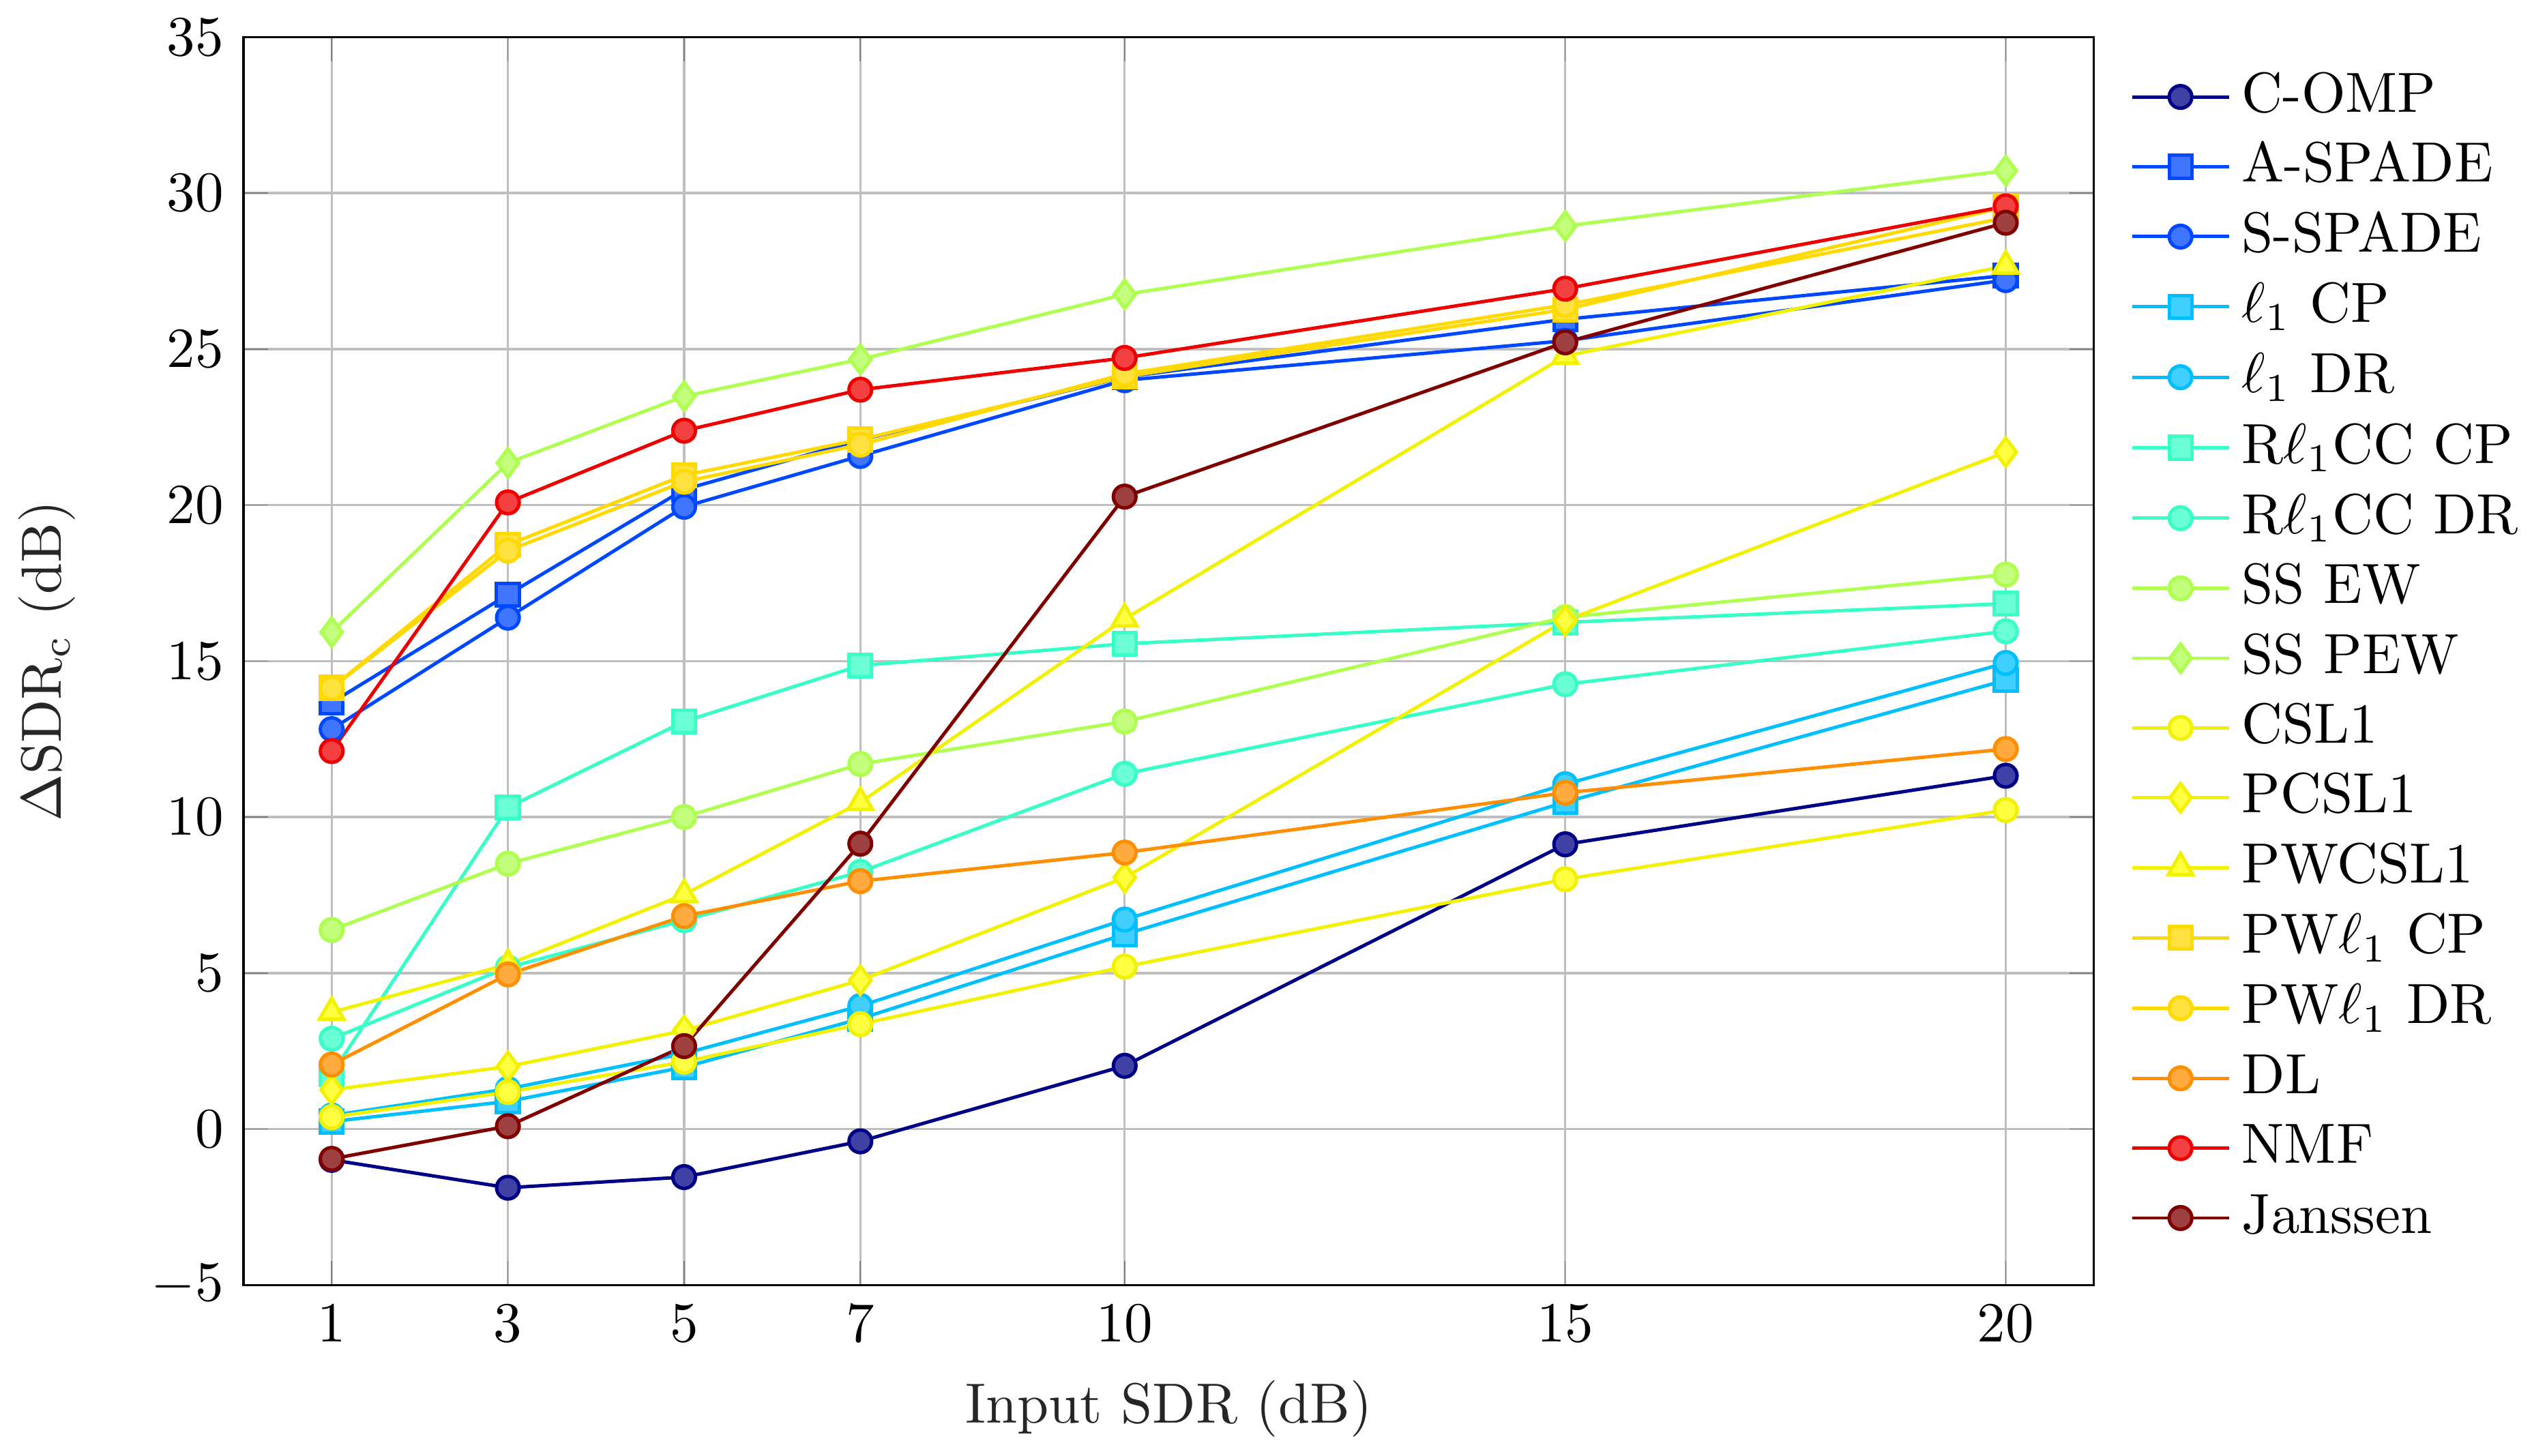 35
30
25
20
15
10
5
0
−5
ΔSDR_c (dB)
1 3 5 7 10 15 20
Input SDR (dB)
C-OMP
A-SPADE
S-SPADE
ℓ₁ CP
ℓ₁ DR
Rℓ₁CC CP
Rℓ₁CC DR
SS EW
SS PEW
CSL1
PCSL1
PWCSL1
PWℓ₁ CP
PWℓ₁ DR
DL
NMF
Janssen